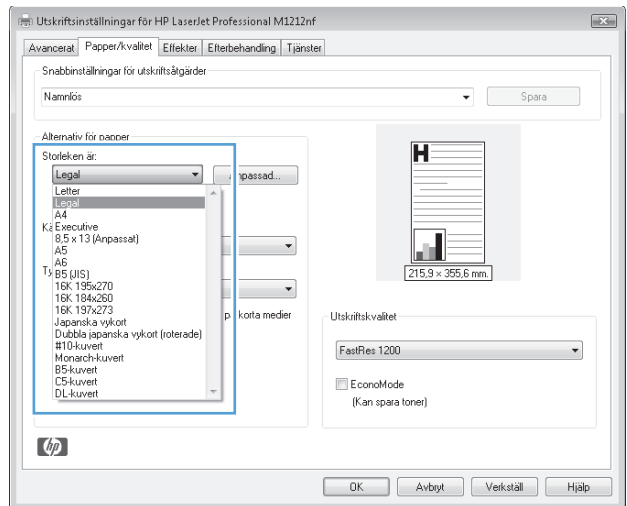 Utskriftsinställningar för HP LaserJet Professional M1212nf
Avancerat Papper/kvalitet Effekter Efterbehandling Tjänster
Snabbinställningar för utskriftsåtgärder
Namnlös
Spara
Alternativ för papper
Storleken är:
Legal
Letter
Legal
A4
Executive
8,5 x 13 (Anpassat)
A5
A6
B5 (JIS)
16K 195x270
16K 184x260
16K 197x273
Japanska vykort
Dubbla japanska vykort (roterade)
#10-kuvert
Monarch-kuvert
B5-kuvert
C5-kuvert
DL-kuvert
korta medier
H
215,9 × 355,6 mm.
Utskriftskvalitet
FastRes 1200
EconoMode
(Kan spara toner)
hp
OK Avbryt Verkställ Hjälp